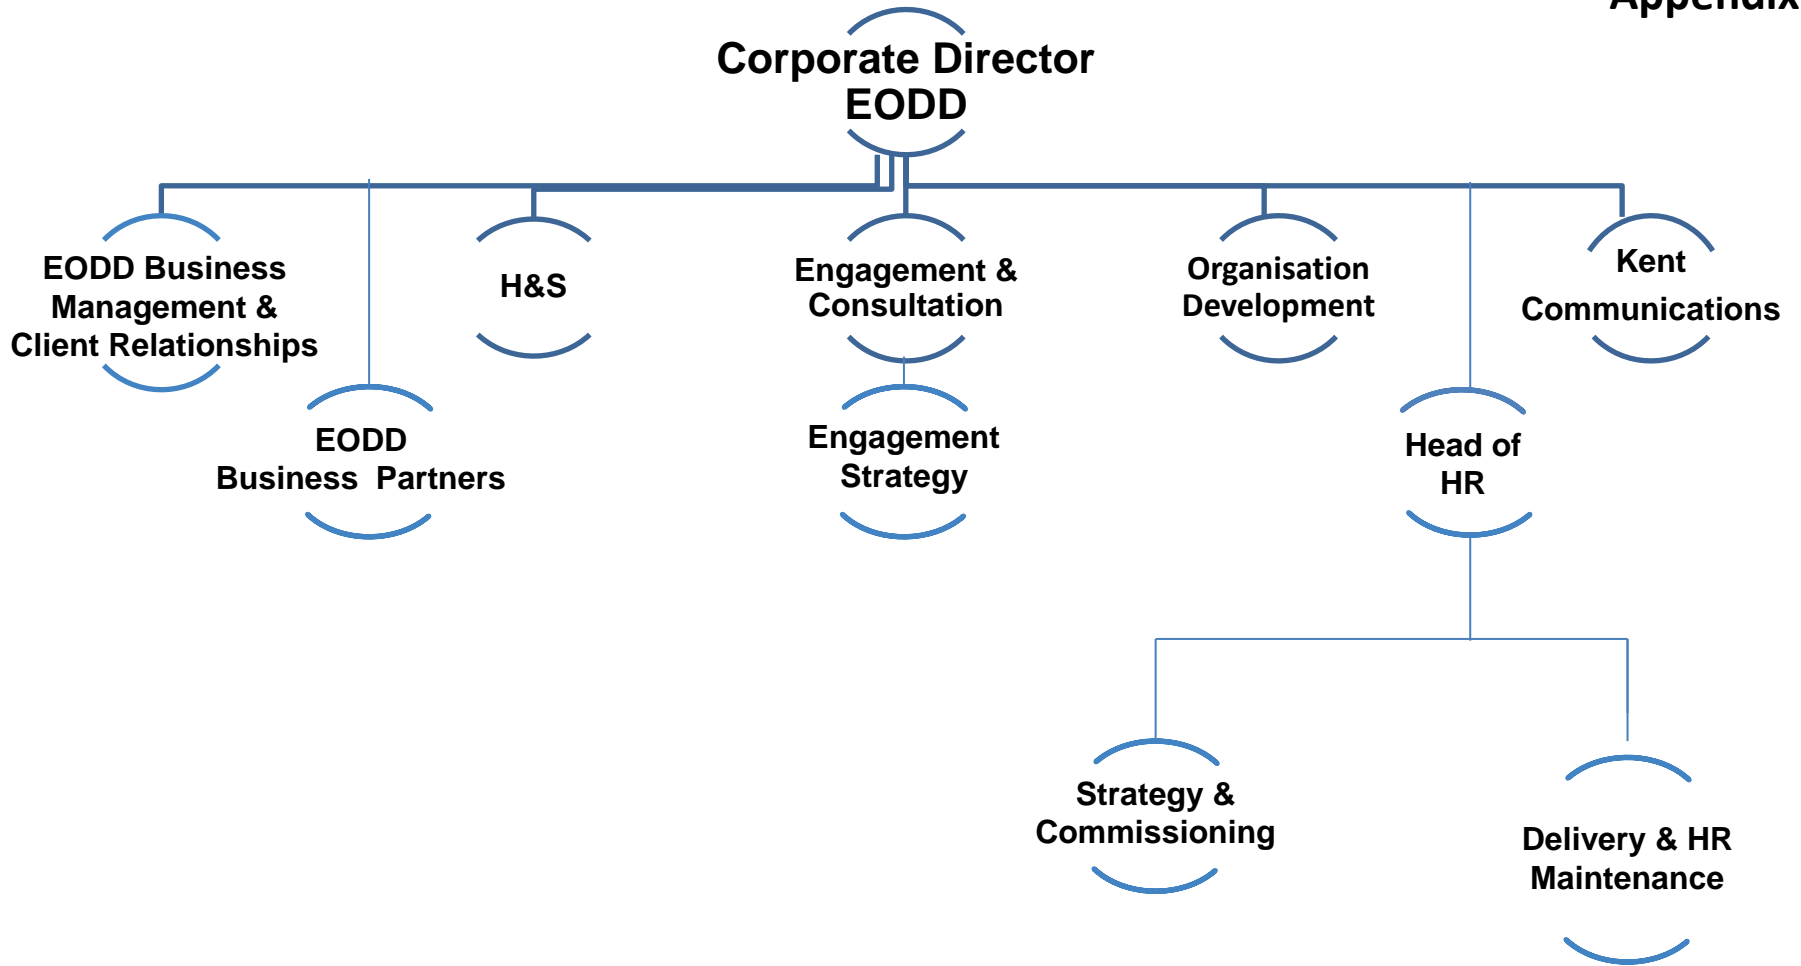 Appendix
Corporate Director
EODD
EODD Business
Management &
Client Relationships
H&S
Engagement &
Consultation
Organisation
Development
Kent
Communications
EODD
Business  Partners
Engagement
Strategy
Head of
HR
Strategy &
Commissioning
Delivery & HR
Maintenance